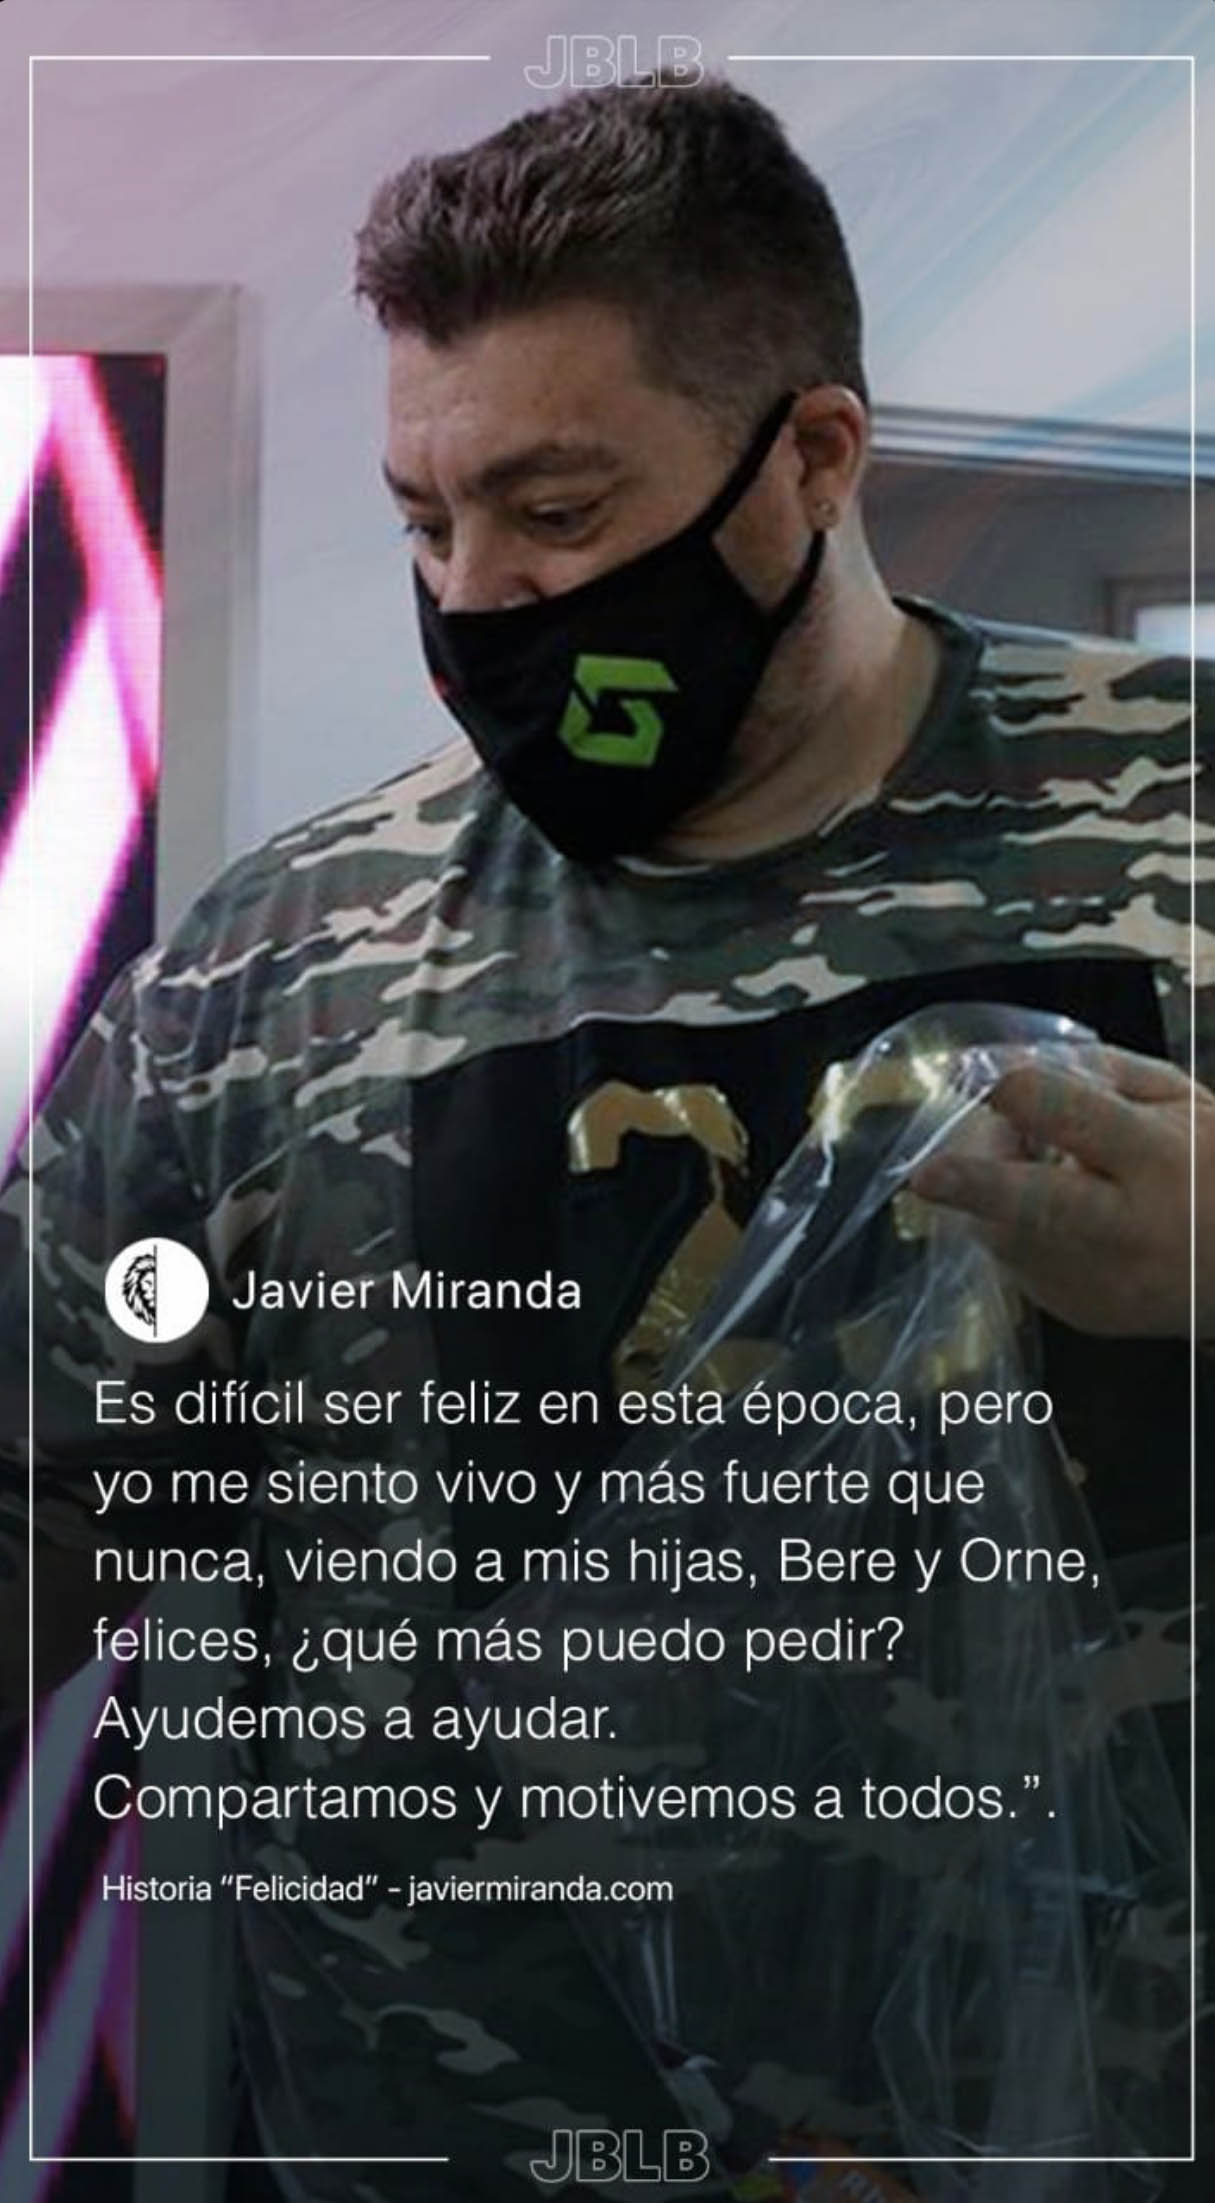 JBLB
Javier Miranda
Es difícil ser feliz en esta época, pero
yo me siento vivo y más fuerte que
nunca, viendo a mis hijas, Bere y Orne,
felices, ¿qué más puedo pedir?
Ayudemos a ayudar.
Compartamos y motivemos a todos.”.
Historia “Felicidad” - javiermiranda.com
JBLB